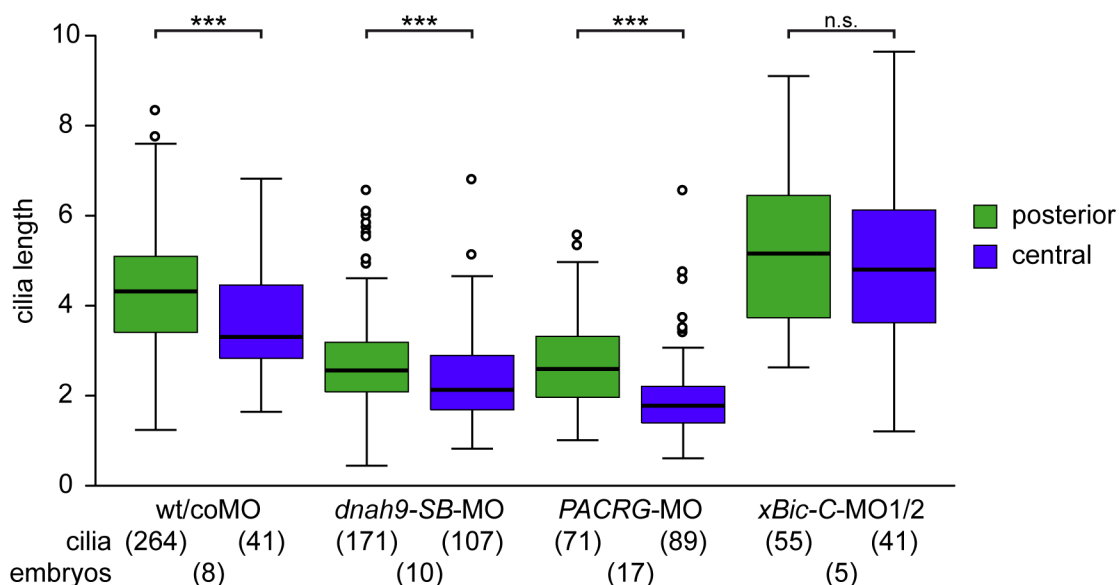 *** *** *** n.s.
10
8
6
4
2
0
cilia length
posterior
central
wt/coMO dnah9-SB-MO PACRG-MO xBic-C-MO1/2
cilia (264) (41) (171) (107) (71) (89) (55) (41)
embryos (8) (10) (17) (5)